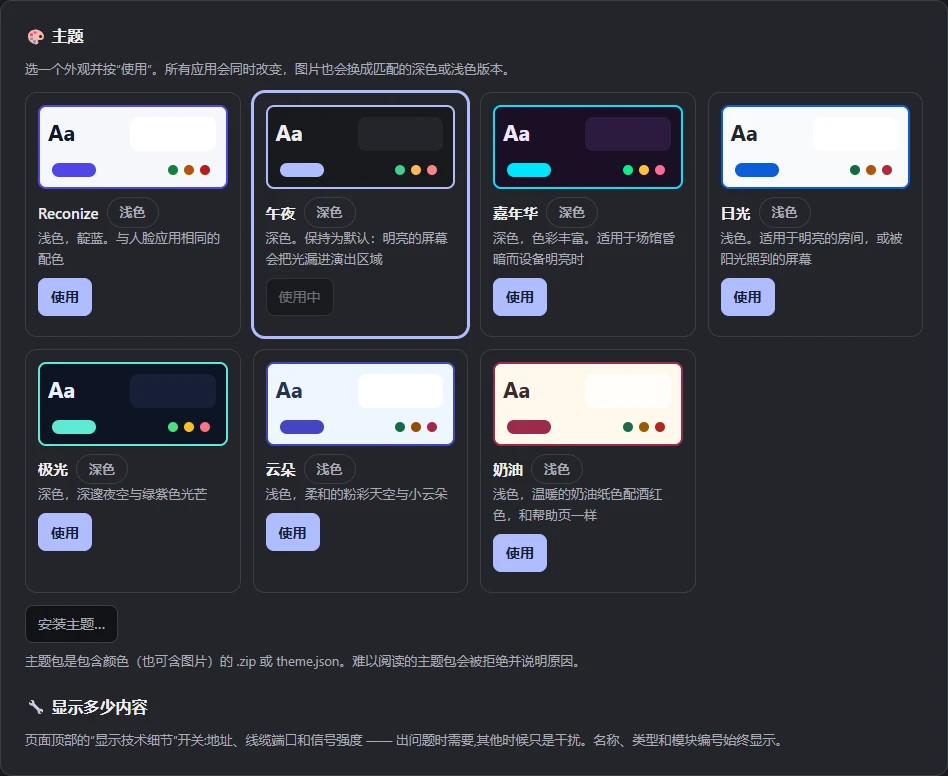 主题
选一个外观并按“使用”。所有应用会同时改变，图片也会换成匹配的深色或浅色版本。
Aa
Reconize 浅色
浅色，靛蓝。与人脸应用相同的
配色
使用
Aa
午夜 深色
深色。保持为默认：明亮的屏幕
会把光漏进演出区域
使用中
Aa
嘉年华 深色
深色，色彩丰富。适用于场馆昏
暗而设备明亮时
使用
Aa
日光 浅色
浅色。适用于明亮的房间，或被
阳光照到的屏幕
使用
Aa
极光 深色
深色，深邃夜空与绿紫色光芒
使用
Aa
云朵 浅色
浅色，柔和的粉彩天空与小云朵
使用
Aa
奶油 浅色
浅色，温暖的奶油纸色配酒红
色，和帮助页一样
使用
安装主题...
主题包是包含颜色（也可含图片）的 .zip 或 theme.json。难以阅读的主题包会被拒绝并说明原因。
显示多少内容
页面顶部的“显示技术细节”开关:地址、线缆端口和信号强度 —— 出问题时需要,其他时候只是干扰。名称、类型和模块编号始终显示。